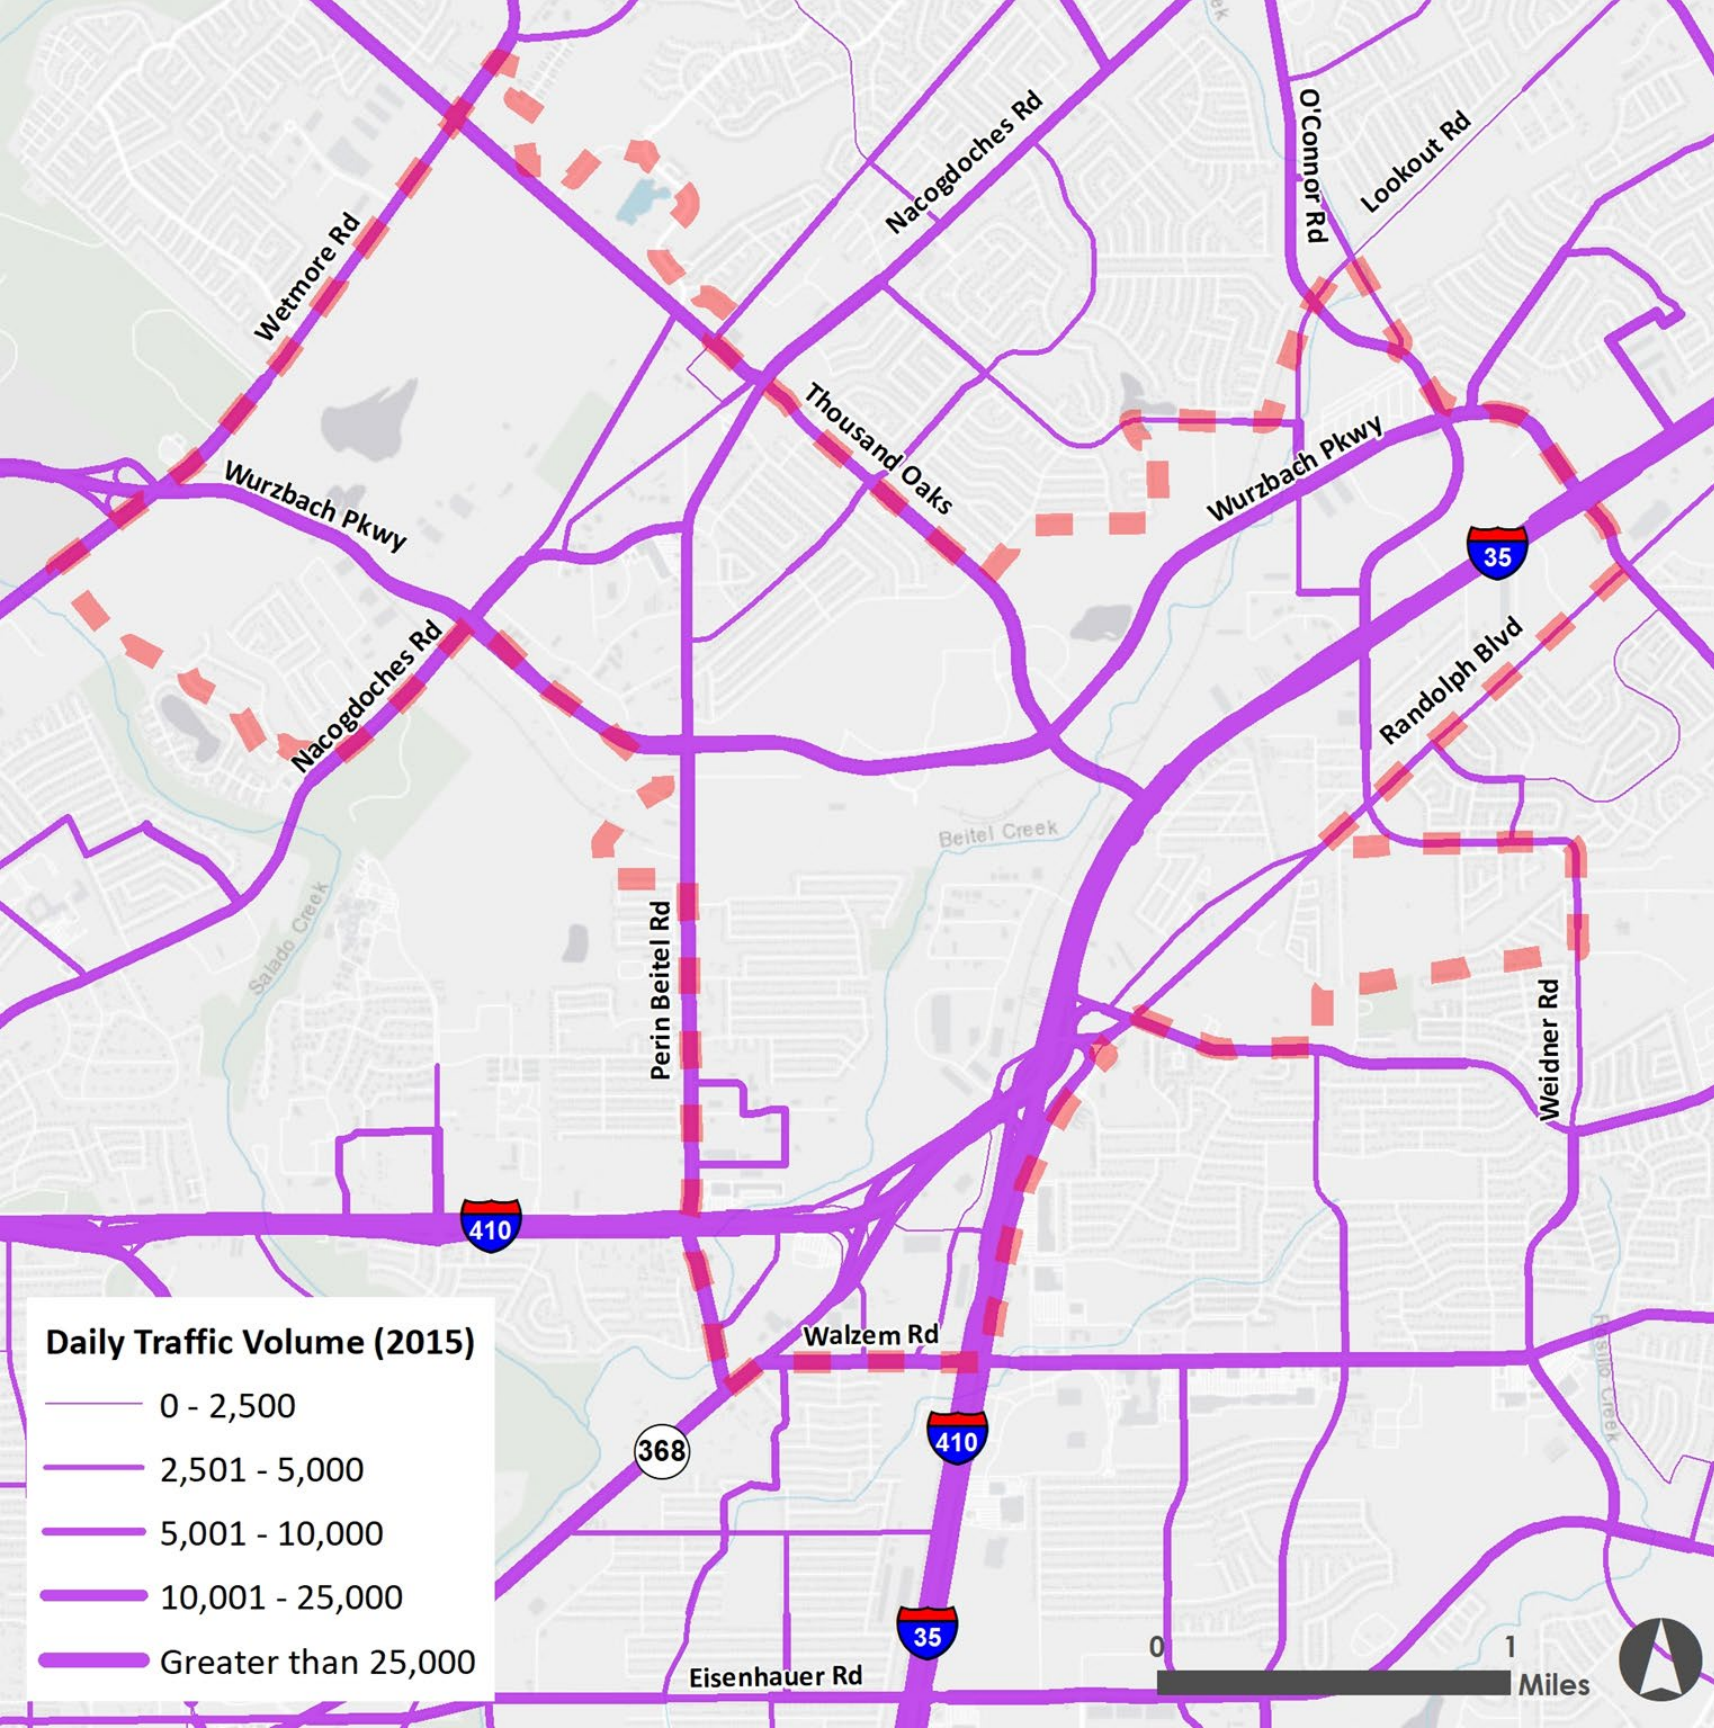 ek
O'Connor Rd
Lookout Rd
Nacogdoches Rd
Wetmore Rd
Thousand Oaks
Wurzbach Pkwy
Wurzbach Pkwy
35
Nacogdoches Rd
Randolph Blvd
Beitel Creek
Salado Creek
Perin Beitel Rd
Weidner Rd
410
Walzem Rd
Rosillo Creek
368
410
35
Eisenhauer Rd
Daily Traffic Volume (2015)
0 - 2,500
2,501 - 5,000
5,001 - 10,000
10,001 - 25,000
Greater than 25,000
0 1
Miles